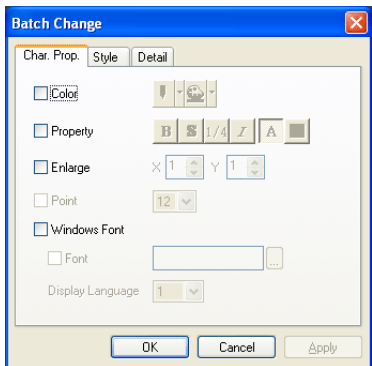 Batch Change
Char. Prop. Style Detail
Color
Property B S 1/4 I A
Enlarge X 1 Y 1
Point 12
Windows Font
Font ...
Display Language 1
OK Cancel Apply